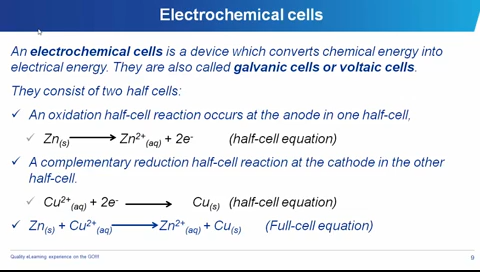 Electrochemical cells
An electrochemical cells is a device which converts chemical energy into
electrical energy. They are also called galvanic cells or voltaic cells.
They consist of two half cells:
✓ An oxidation half-cell reaction occurs at the anode in one half-cell,
✓ Zn(s) ⟶ Zn²⁺(aq) + 2e⁻ (half-cell equation)
✓ A complementary reduction half-cell reaction at the cathode in the other
half-cell.
✓ Cu²⁺(aq) + 2e⁻ ⟶ Cu(s) (half-cell equation)
✓ Zn(s) + Cu²⁺(aq) ⟶ Zn²⁺(aq) + Cu(s) (Full-cell equation)
Quality eLearning experience on the GO!!! 9